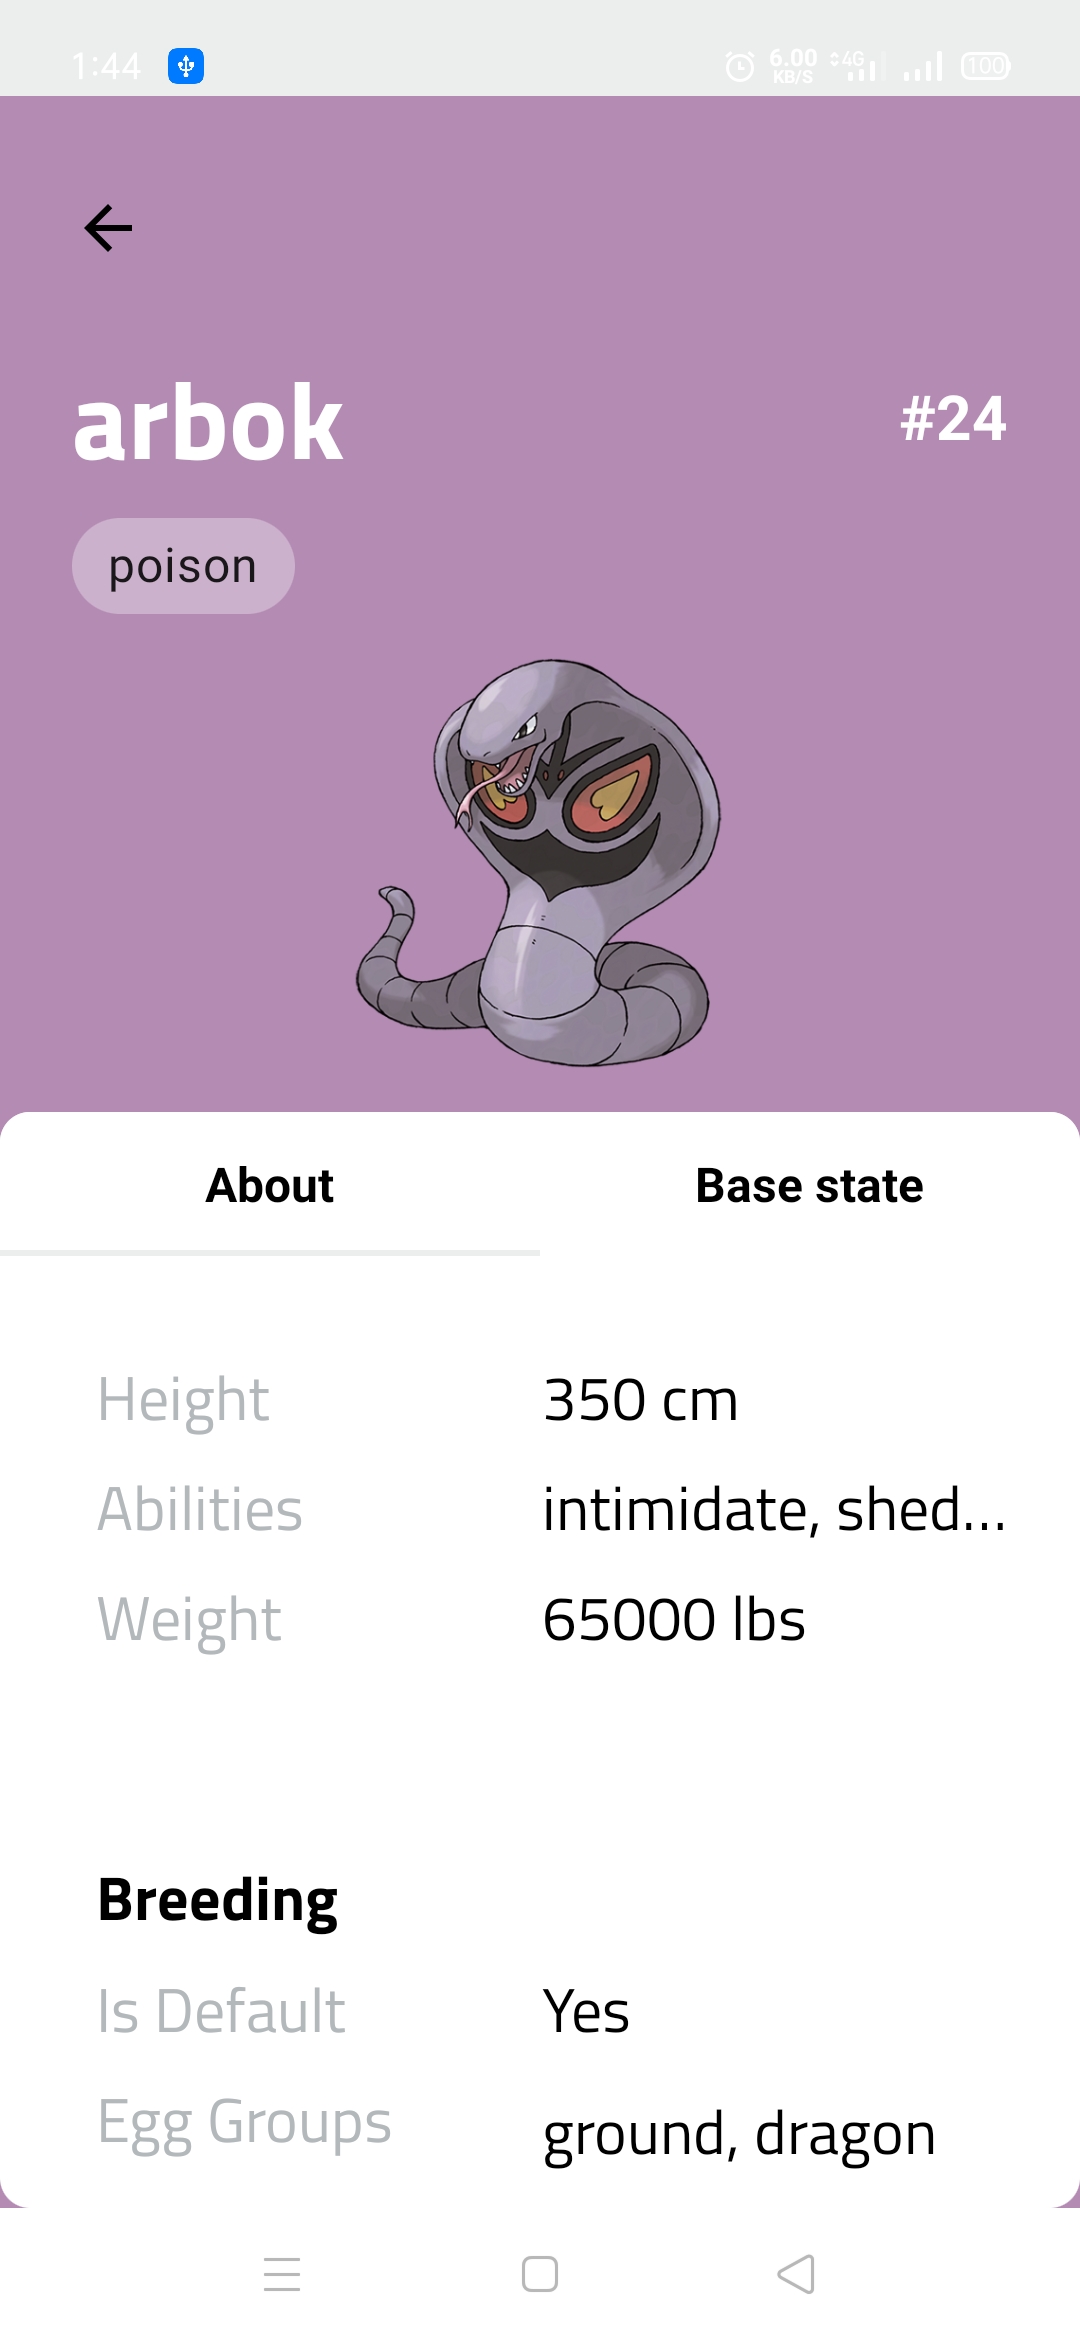 1:44
6.00 KB/S
4G
100
arbok
#24
poison
About
Base state
Height
350 cm
Abilities
intimidate, shed...
Weight
65000 lbs
Breeding
Is Default
Yes
Egg Groups
ground, dragon